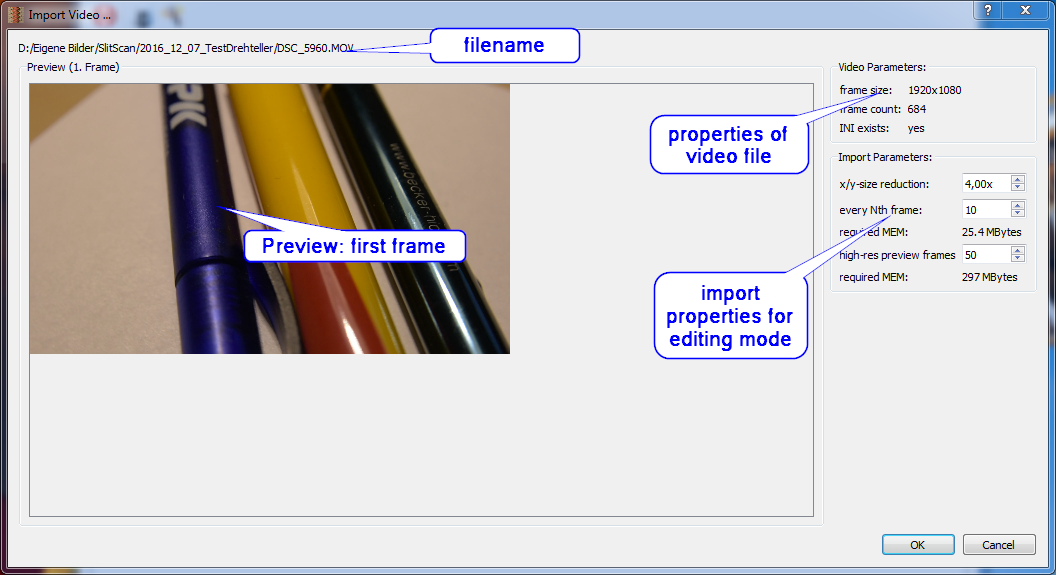 Import Video ...
D:/Eigene Bilder/SlitScan/2016_12_07_TestDrehteller/DSC_5960.MOV
filename
Preview (1. Frame)
PIK
www.becker-
Preview: first frame
Video Parameters:
frame size: 1920x1080
frame count: 684
INI exists: yes
properties of
video file
Import Parameters:
x/y-size reduction: 4,00x
every Nth frame: 10
required MEM: 25.4 MBytes
high-res preview frames 50
required MEM: 297 MBytes
import
properties for
editing mode
OK Cancel